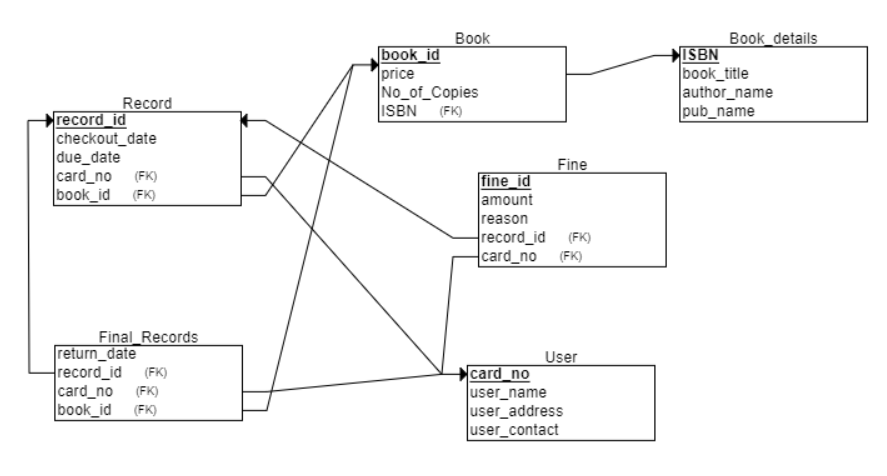 Book
book_id
price
No_of_Copies
ISBN (FK)
Book_details
ISBN
book_title
author_name
pub_name
Record
record_id
checkout_date
due_date
card_no (FK)
book_id (FK)
Fine
fine_id
amount
reason
record_id (FK)
card_no (FK)
Final_Records
return_date
record_id (FK)
card_no (FK)
book_id (FK)
User
card_no
user_name
user_address
user_contact